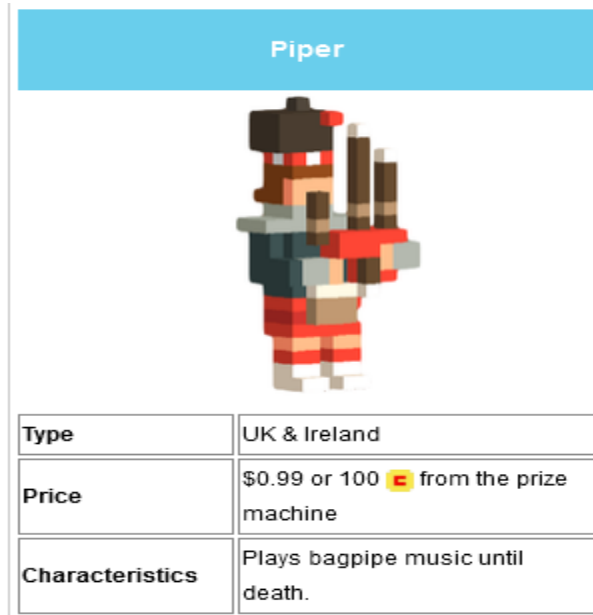 Piper
Type
UK & Ireland
Price
$0.99 or 100 C from the prize
machine
Characteristics
Plays bagpipe music until
death.